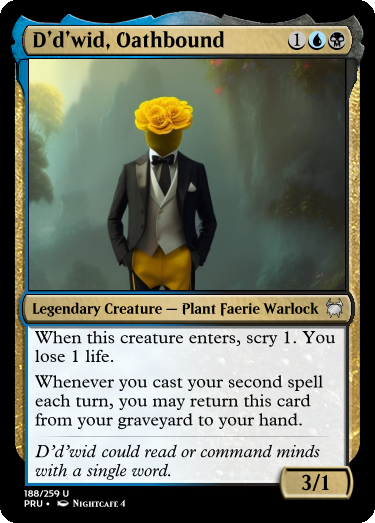 D'd'wid, Oathbound 1
Legendary Creature — Plant Faerie Warlock
When this creature enters, scry 1. You
lose 1 life.
Whenever you cast your second spell
each turn, you may return this card
from your graveyard to your hand.
D'd'wid could read or command minds
with a single word.
3/1
188/259 U
PRU • Nightcafe 4